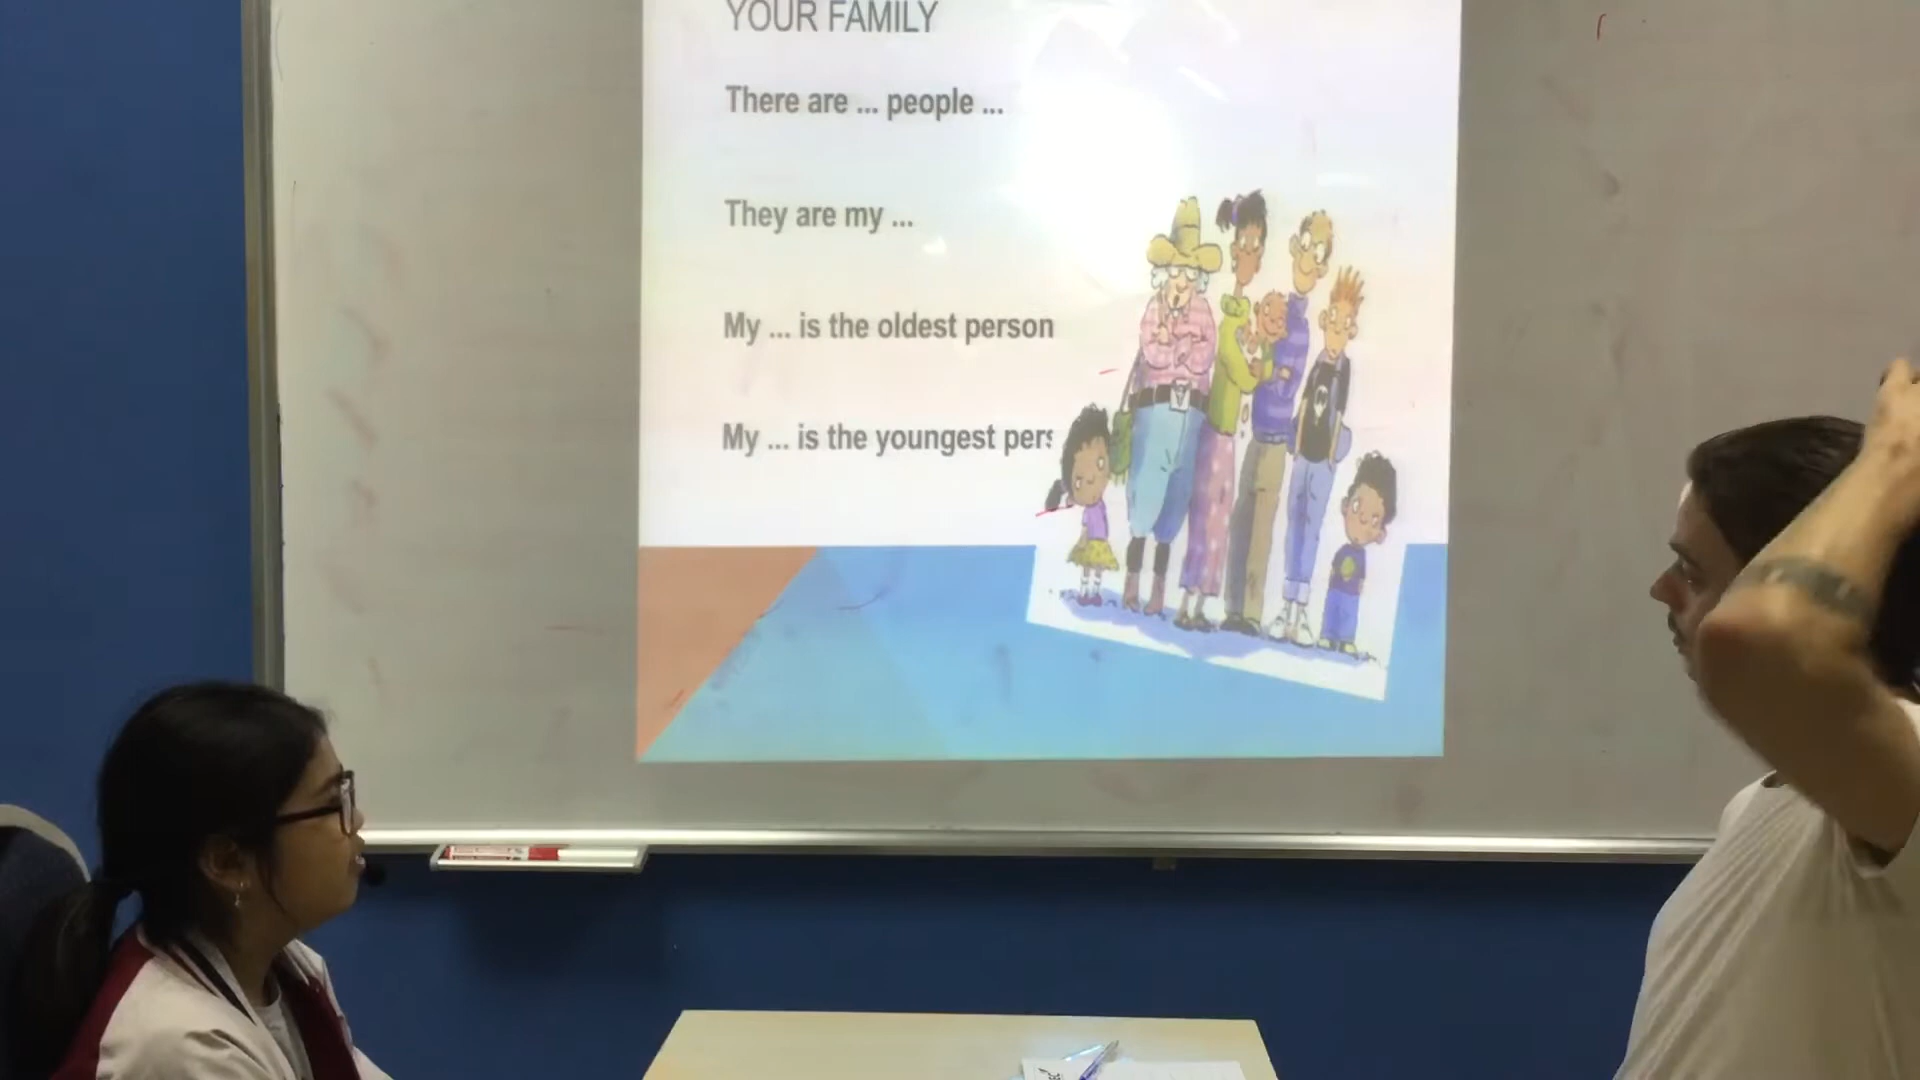 YOUR FAMILY
There are ... people ...
They are my ...
My ... is the oldest person
My ... is the youngest pers